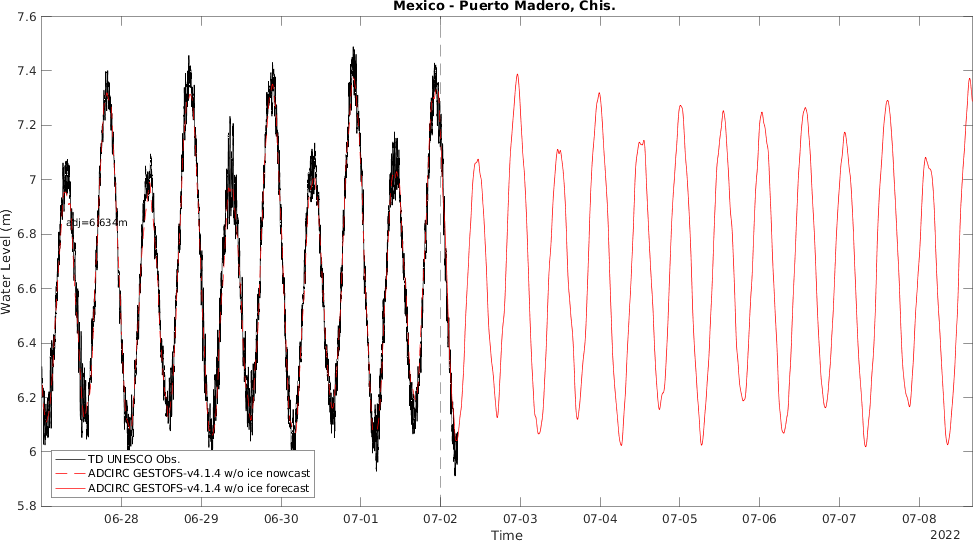 Mexico - Puerto Madero, Chis.
7.6
7.4
7.2
7
6.8
6.6
6.4
6.2
6
5.8
Water Level (m)
adj=6.634m
TD UNESCO Obs.
ADCIRC GESTOFS-v4.1.4 w/o ice nowcast
ADCIRC GESTOFS-v4.1.4 w/o ice forecast
06-28 06-29 06-30 07-01 07-02 07-03 07-04 07-05 07-06 07-07 07-08
Time
2022